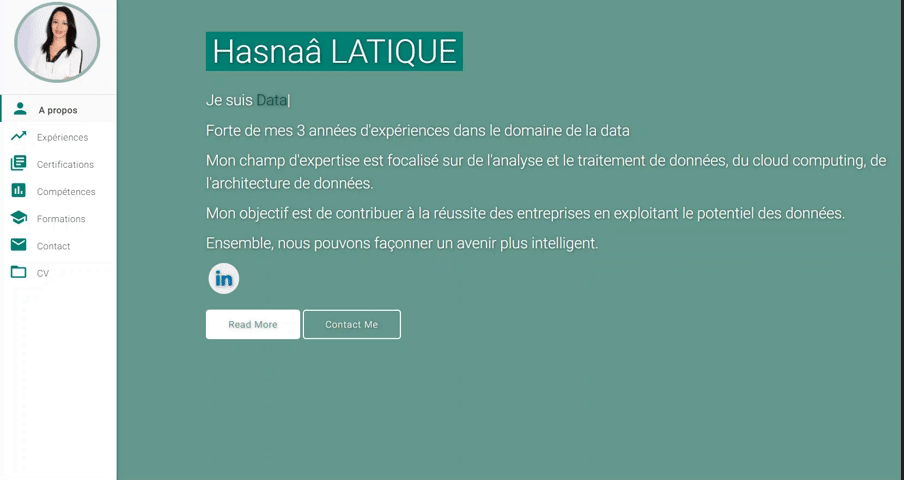 Hasnaâ LATIQUE
Je suis Data|
Forte de mes 3 années d'expériences dans le domaine de la data
Mon champ d'expertise est focalisé sur de l'analyse et le traitement de données, du cloud computing, de
l'architecture de données.
Mon objectif est de contribuer à la réussite des entreprises en exploitant le potentiel des données.
Ensemble, nous pouvons façonner un avenir plus intelligent.
in
Read More
Contact Me
A propos
Expériences
Certifications
Compétences
Formations
Contact
CV